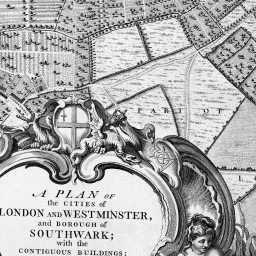 PART OF
L
A PLAN OF
the CITIES of
LONDON AND WESTMINSTER,
and BOROUGH of
SOUTHWARK;
with the
CONTIGUOUS BUILDINGS;